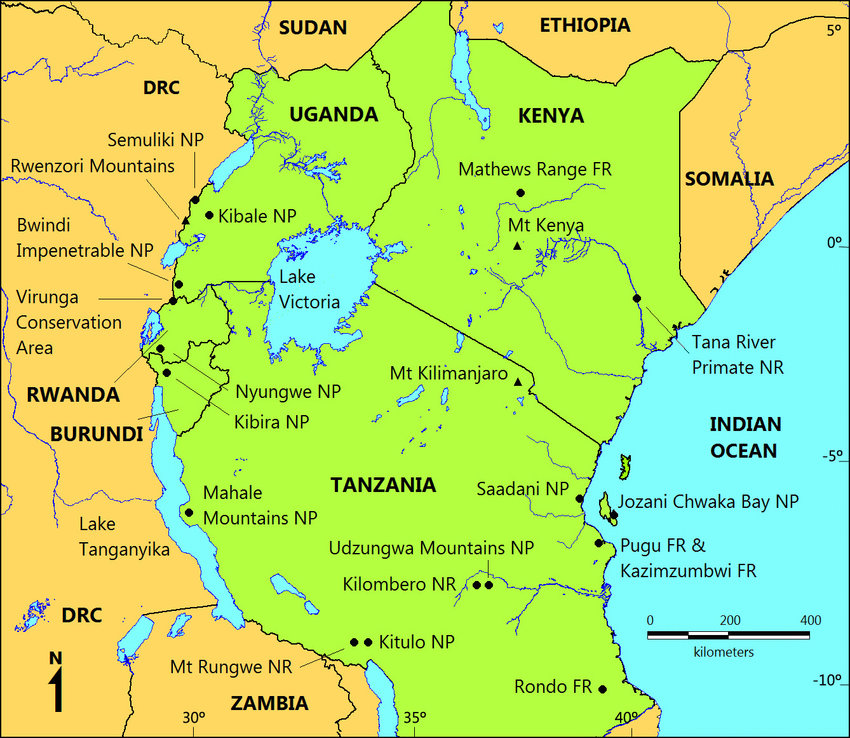 SUDAN
ETHIOPIA
5°
DRC
UGANDA
KENYA
Semuliki NP
Rwenzori Mountains
Mathews Range FR
SOMALIA
Kibale NP
Bwindi
Impenetrable NP
Mt Kenya
0°
Lake
Victoria
Virunga
Conservation
Area
Tana River
Primate NR
RWANDA
Nyungwe NP
Mt Kilimanjaro
BURUNDI
Kibira NP
INDIAN
OCEAN
-5°
TANZANIA
Saadani NP
Mahale
Mountains NP
Jozani Chwaka Bay NP
Lake
Tanganyika
Udzungwa Mountains NP
Pugu FR &
Kazimzumbwi FR
Kilombero NR
DRC
0 200 400
kilometers
Kitulo NP
N
Mt Rungwe NR
-10°
Rondo FR
ZAMBIA
30° 35° 40°